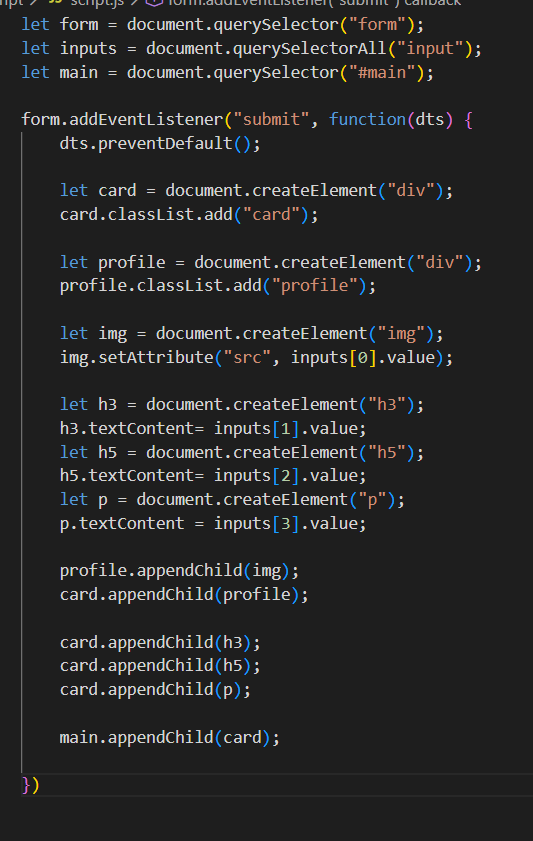 script.js > form.addEventListener("submit") callback
let form = document.querySelector("form");
let inputs = document.querySelectorAll("input");
let main = document.querySelector("#main");
form.addEventListener("submit", function(dts) {
dts.preventDefault();
let card = document.createElement("div");
card.classList.add("card");
let profile = document.createElement("div");
profile.classList.add("profile");
let img = document.createElement("img");
img.setAttribute("src", inputs[0].value);
let h3 = document.createElement("h3");
h3.textContent= inputs[1].value;
let h5 = document.createElement("h5");
h5.textContent= inputs[2].value;
let p = document.createElement("p");
p.textContent = inputs[3].value;
profile.appendChild(img);
card.appendChild(profile);
card.appendChild(h3);
card.appendChild(h5);
card.appendChild(p);
main.appendChild(card);
})